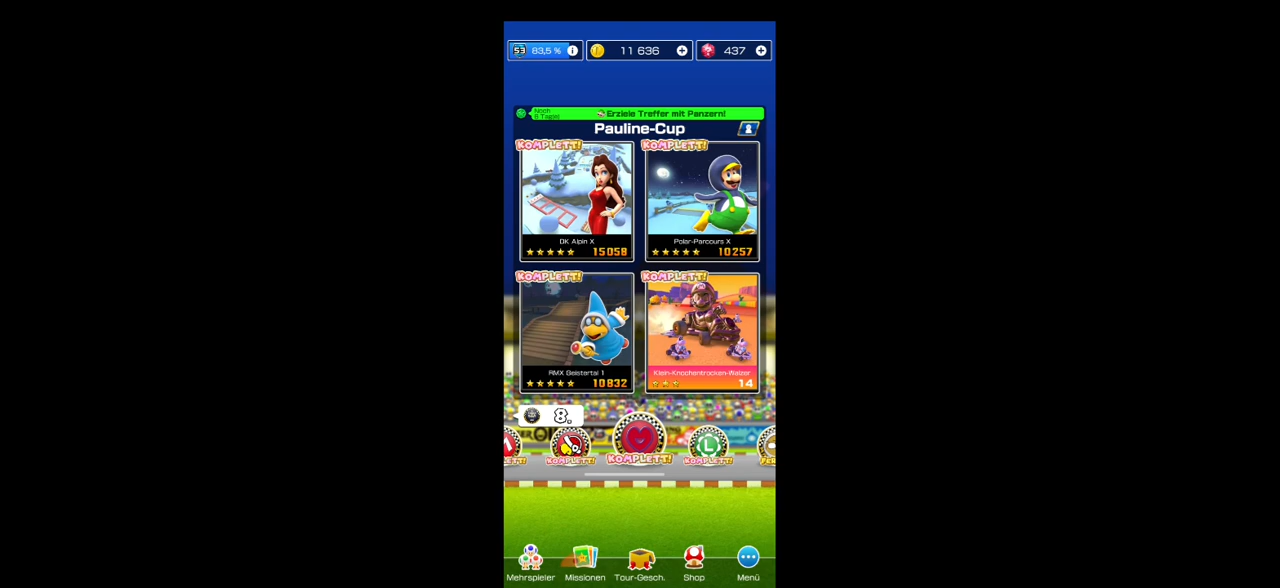 53 83,5 % i
11 636
437
Noch
8 Tag(e)
Erziele Treffer mit Panzern!
Pauline-Cup
KOMPLETT!
KOMPLETT!
DK Alpin X
15058
Polar-Parcours X
10257
KOMPLETT!
KOMPLETT!
RMX Geistertal 1
10832
Klein-Knochentrocken-Walzer
14
8.
KOMPLETT!
KOMPLETT!
L
KOMPLETT!
Mehrspieler
Missionen
Tour-Gesch.
Shop
Menü